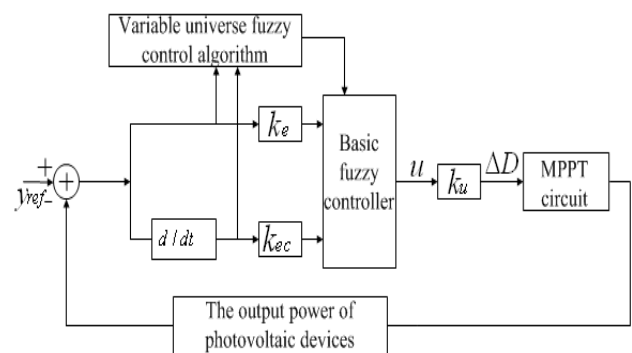 Variable universe fuzzy
control algorithm
ke
Basic
fuzzy
controller
u
ku
ΔD
MPPT
circuit
+
+
yref
-
d/dt
kec
The output power of
photovoltaic devices